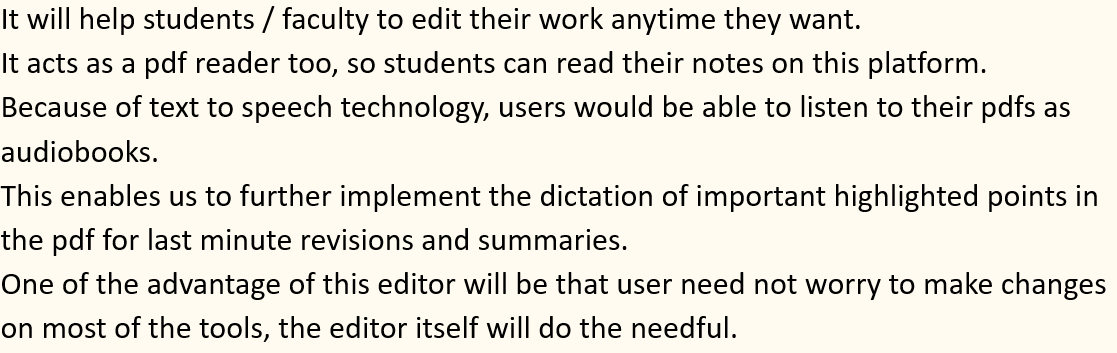 It will help students / faculty to edit their work anytime they want.
It acts as a pdf reader too, so students can read their notes on this platform.
Because of text to speech technology, users would be able to listen to their pdfs as
audiobooks.
This enables us to further implement the dictation of important highlighted points in
the pdf for last minute revisions and summaries.
One of the advantage of this editor will be that user need not worry to make changes
on most of the tools, the editor itself will do the needful.